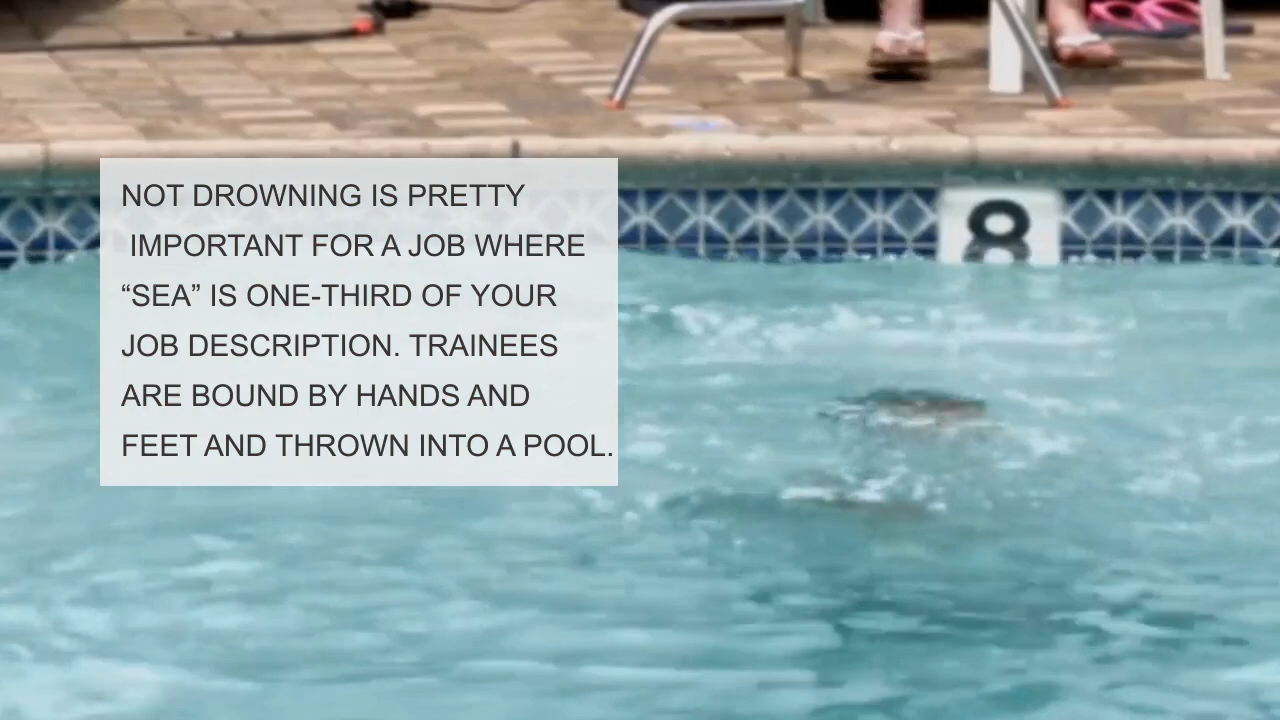 NOT DROWNING IS PRETTY
IMPORTANT FOR A JOB WHERE
“SEA” IS ONE-THIRD OF YOUR
JOB DESCRIPTION. TRAINEES
ARE BOUND BY HANDS AND
FEET AND THROWN INTO A POOL.
8